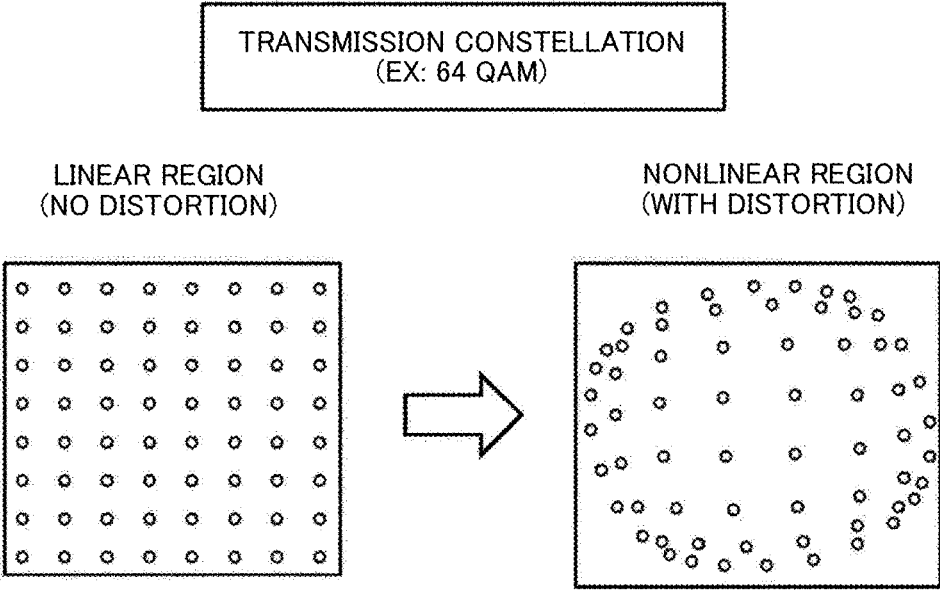 TRANSMISSION CONSTELLATION
(EX: 64 QAM)
LINEAR REGION
(NO DISTORTION)
NONLINEAR REGION
(WITH DISTORTION)